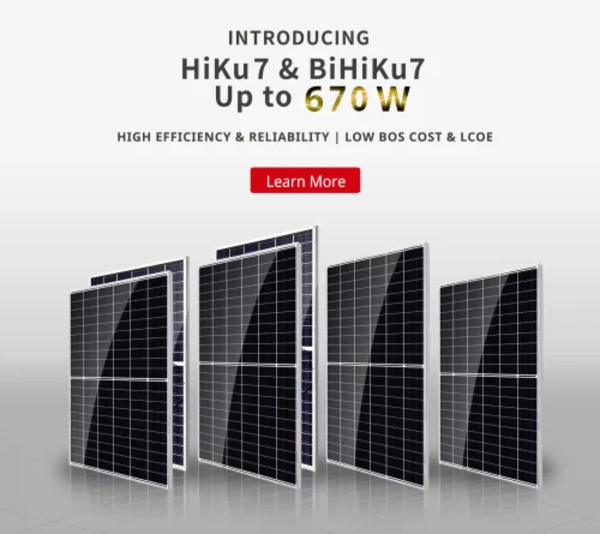 INTRODUCING
HiKu7 & BiHiKu7
Up to 670 W
HIGH EFFICIENCY & RELIABILITY | LOW BOS COST & LCOE
Learn More